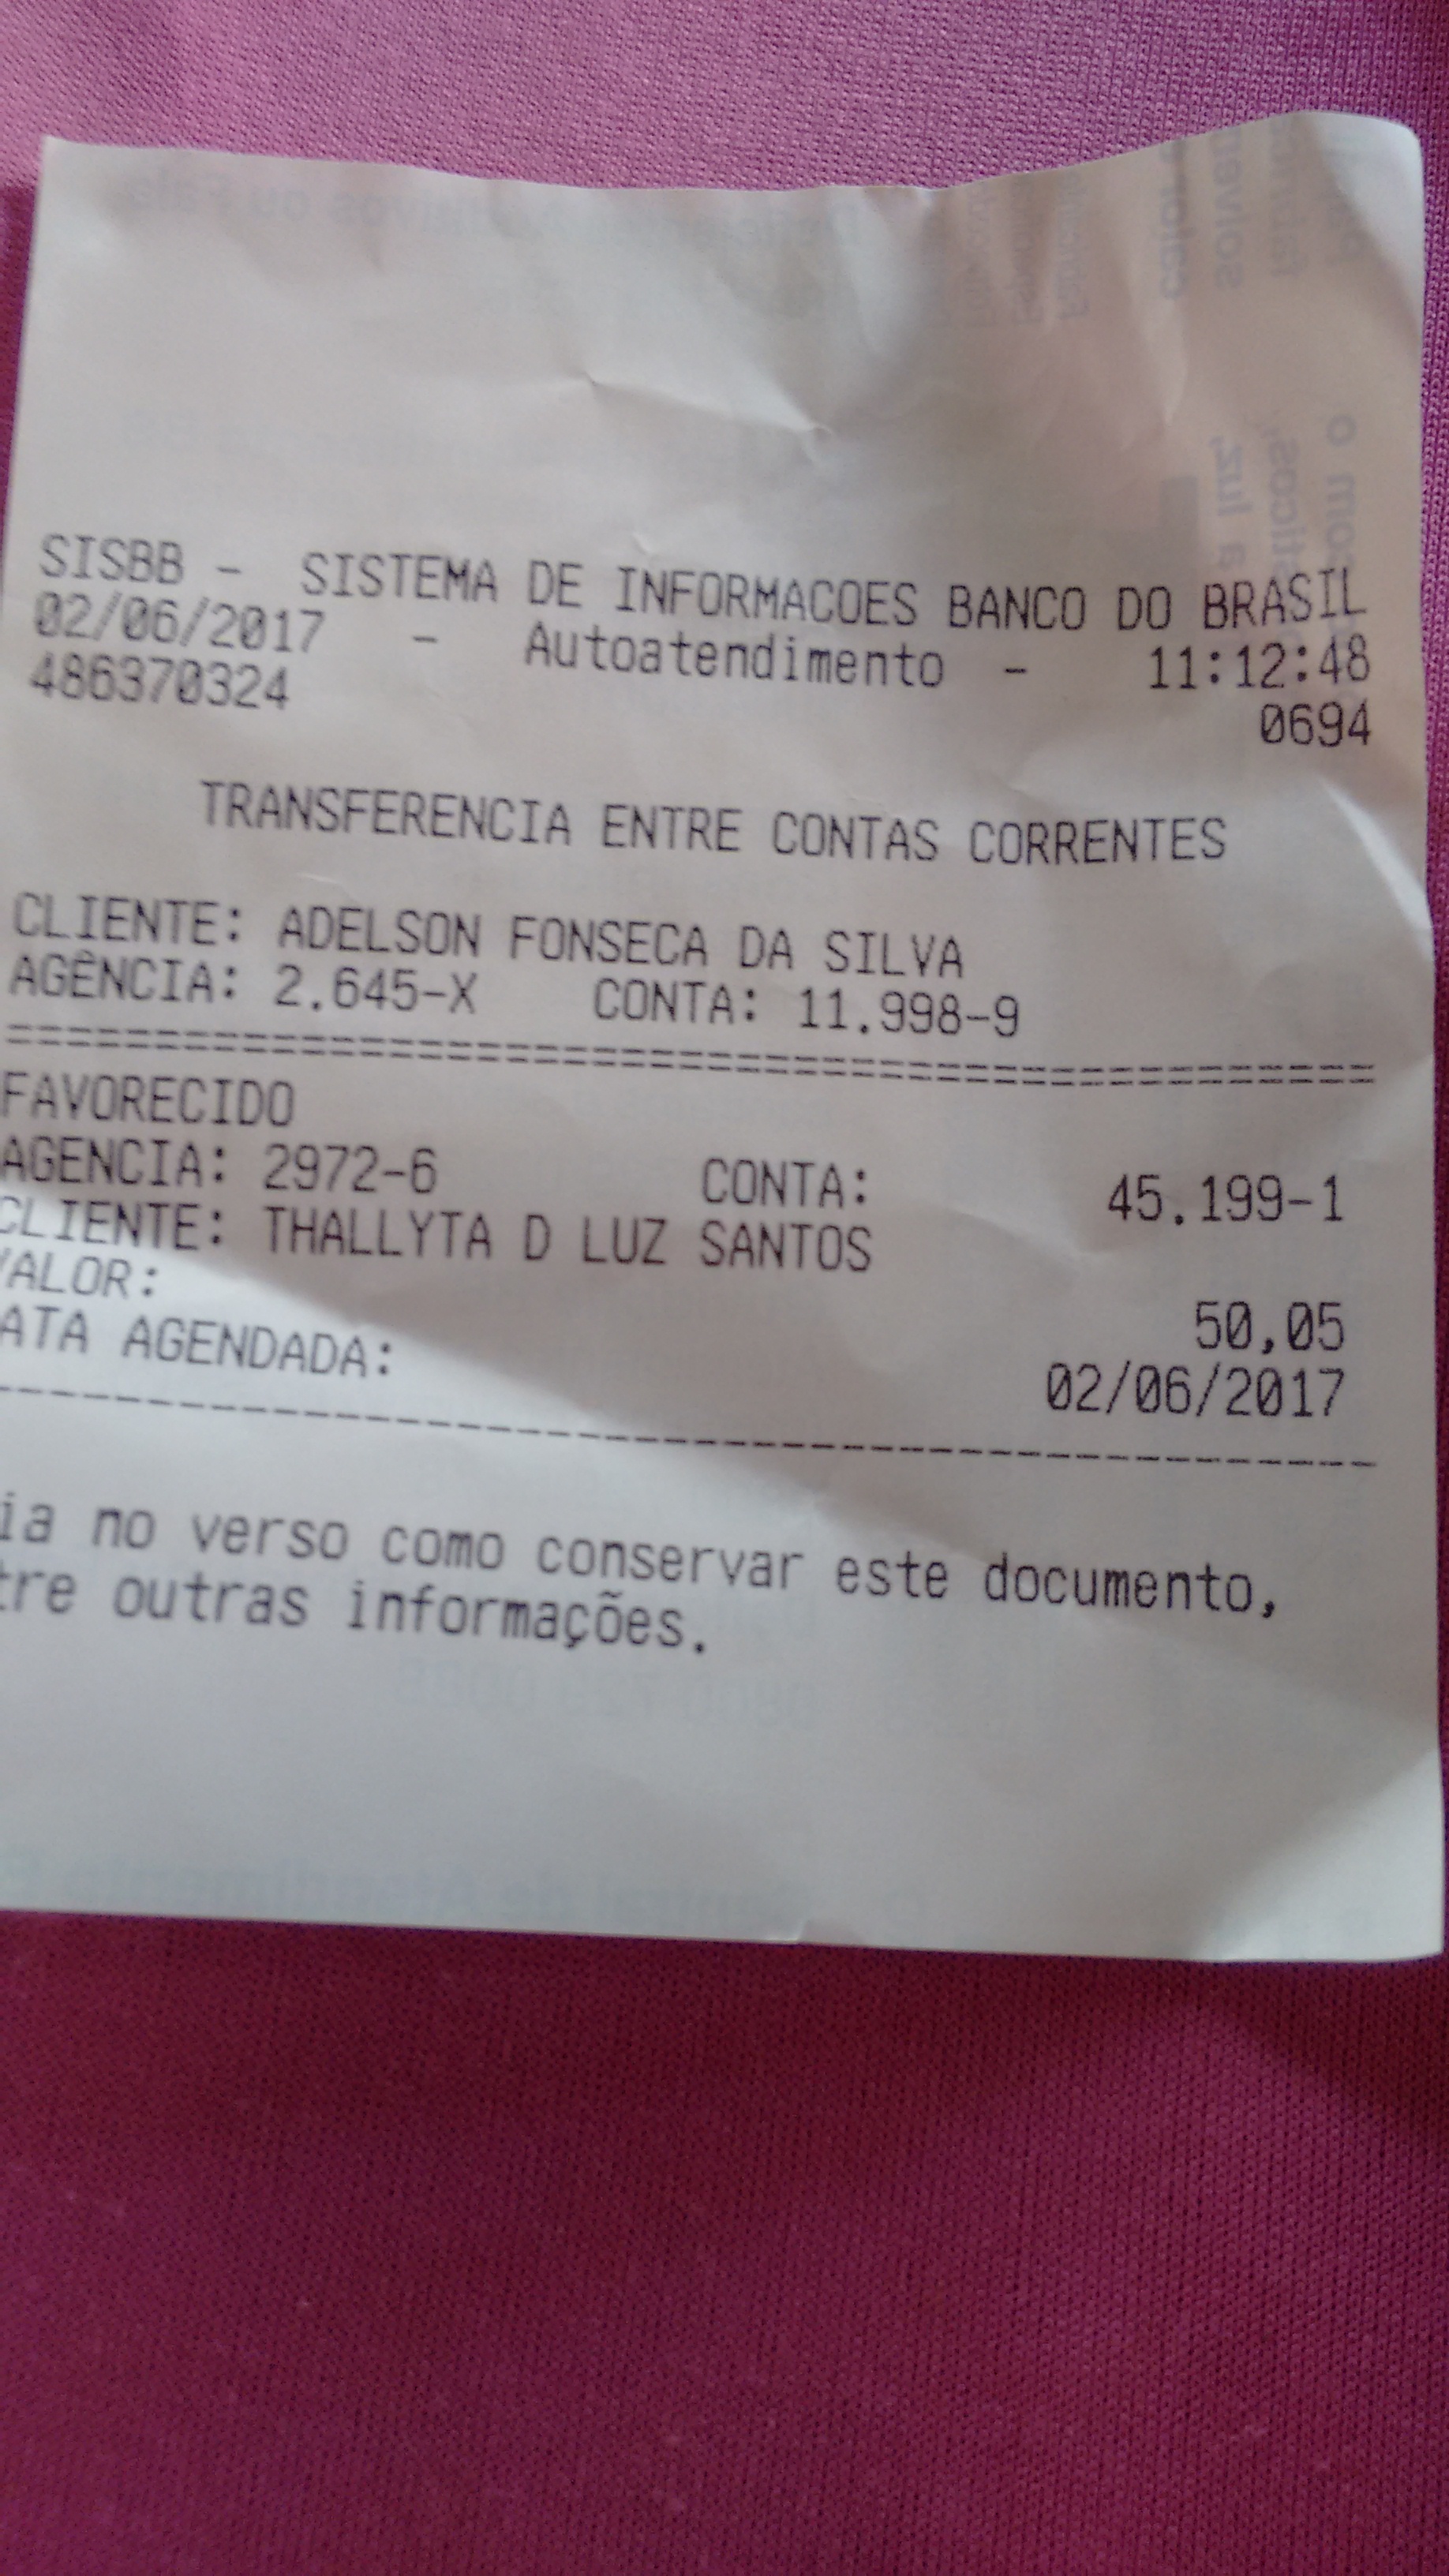 SISBB - SISTEMA DE INFORMACOES BANCO DO BRASIL
02/06/2017 - Autoatendimento - 11:12:48
486370324 0694
TRANSFERENCIA ENTRE CONTAS CORRENTES
CLIENTE: ADELSON FONSECA DA SILVA
AGÊNCIA: 2.645-X CONTA: 11.998-9
================================================
FAVORECIDO
AGENCIA: 2972-6 CONTA: 45.199-1
CLIENTE: THALLYTA D LUZ SANTOS
VALOR: 50,05
ATA AGENDADA: 02/06/2017
------------------------------------------------
ia no verso como conservar este documento,
tre outras informações.